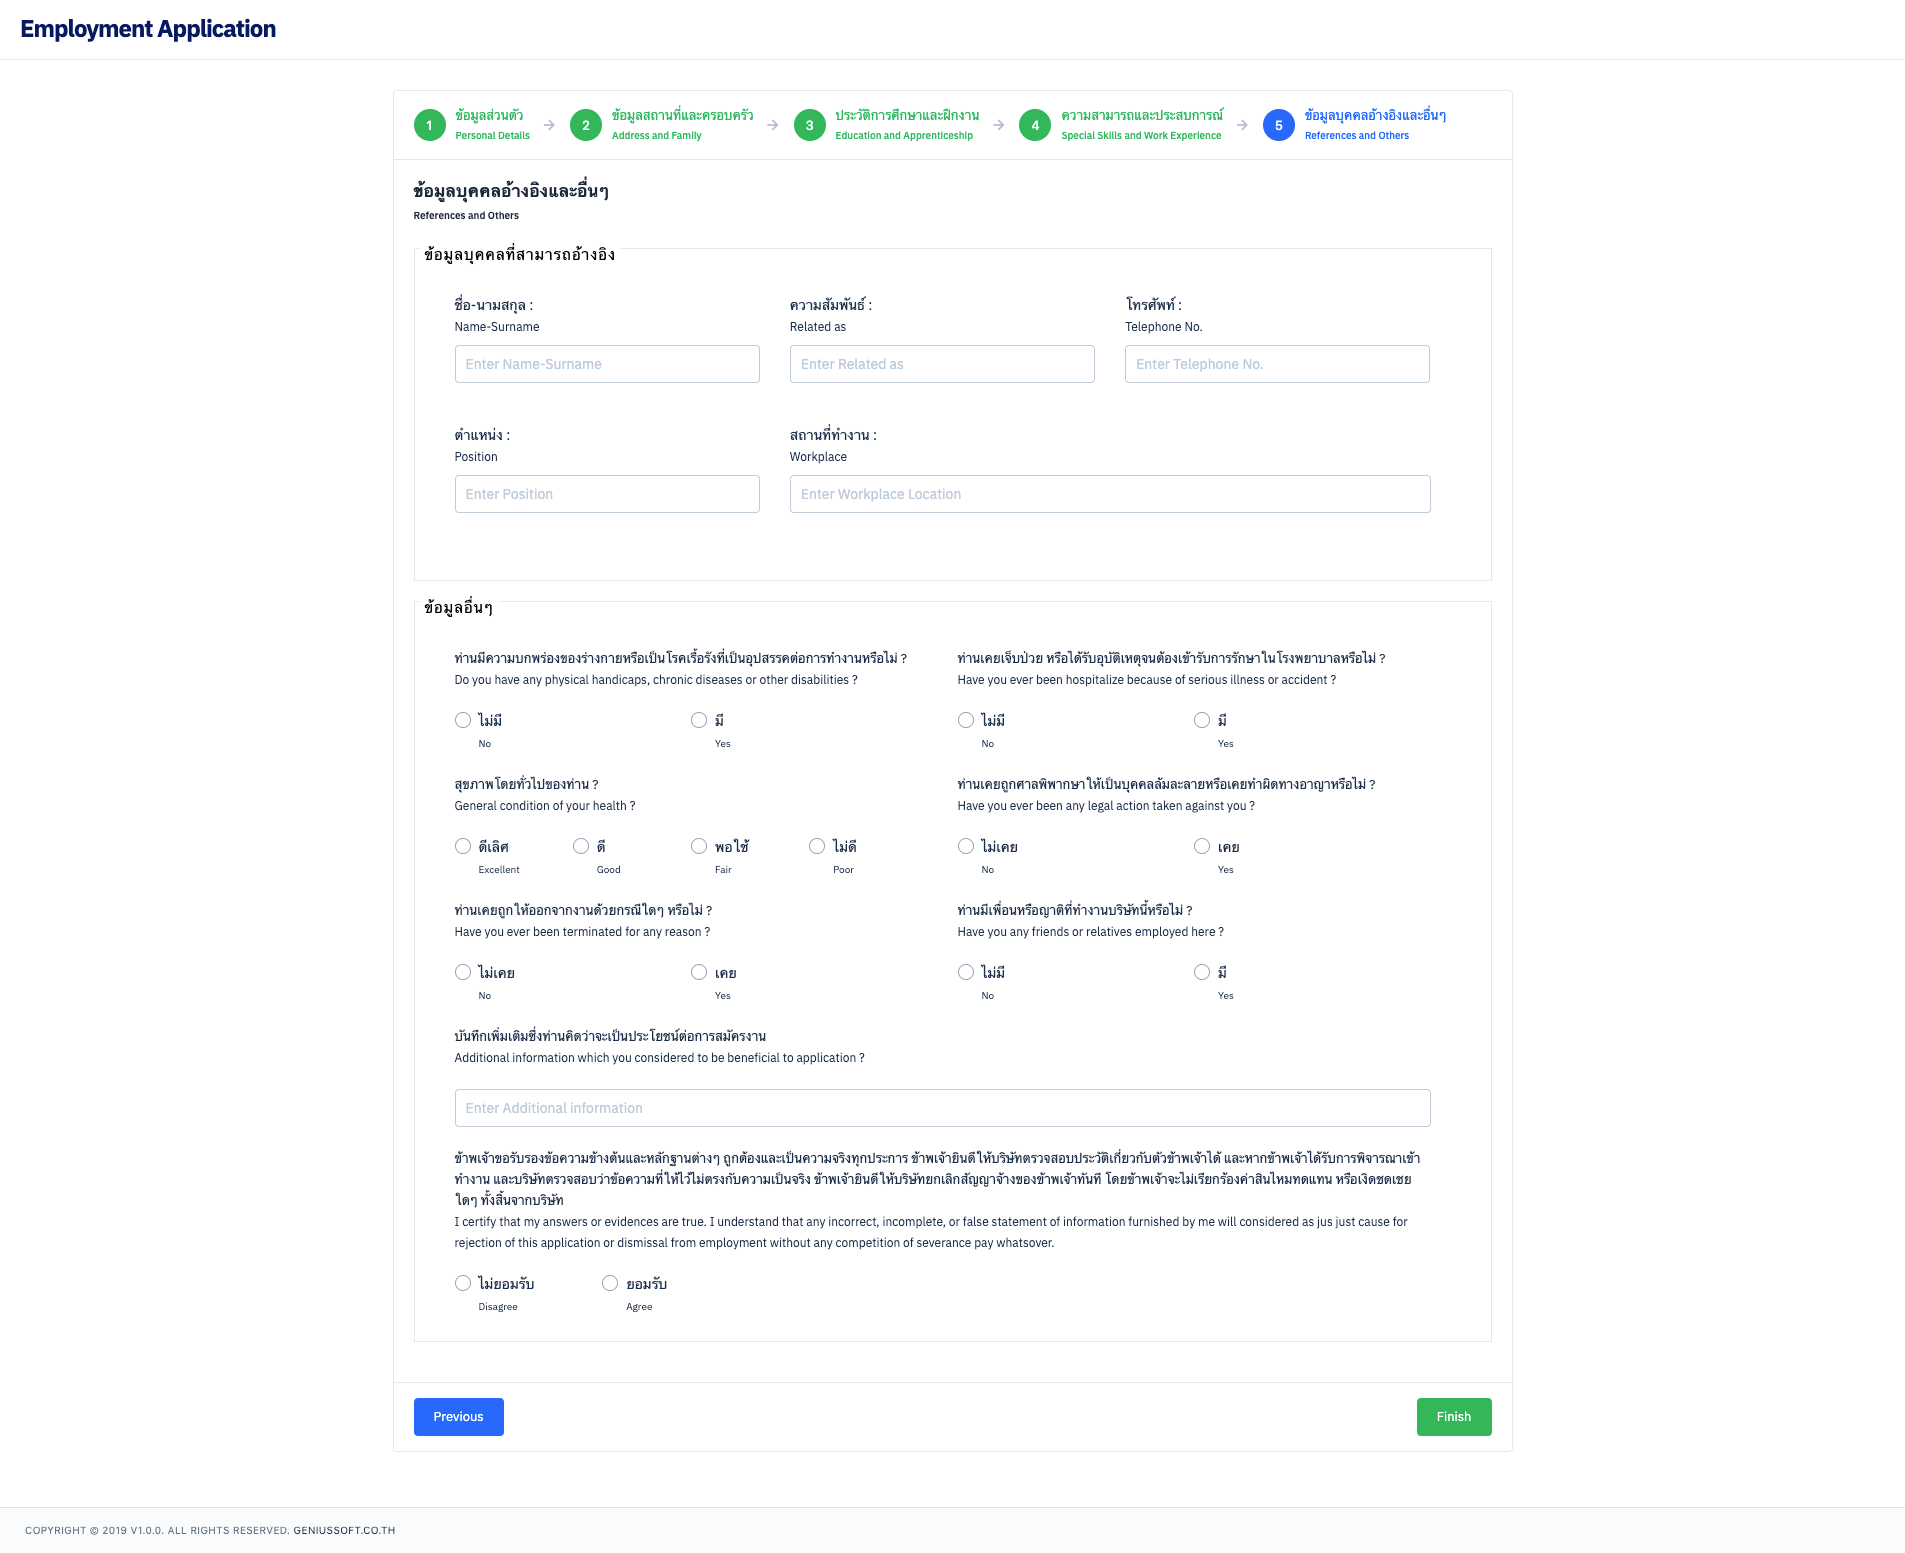 Employment Application
1 ข้อมูลส่วนตัว
Personal Details
2 ข้อมูลสถานที่และครอบครัว
Address and Family
3 ประวัติการศึกษาและฝึกงาน
Education and Apprenticeship
4 ความสามารถและประสบการณ์
Special Skills and Work Experience
5 ข้อมูลบุคคลอ้างอิงและอื่นๆ
References and Others
ข้อมูลบุคคลอ้างอิงและอื่นๆ
References and Others
ข้อมูลบุคคลที่สามารถอ้างอิง
ชื่อ-นามสกุล :
Name-Surname
Enter Name-Surname
ความสัมพันธ์ :
Related as
Enter Related as
โทรศัพท์ :
Telephone No.
Enter Telephone No.
ตำแหน่ง :
Position
Enter Position
สถานที่ทำงาน :
Workplace
Enter Workplace Location
ข้อมูลอื่นๆ
ท่านมีความบกพร่องของร่างกายหรือเป็นโรคเรื้อรังที่เป็นอุปสรรคต่อการทำงานหรือไม่ ?
Do you have any physical handicaps, chronic diseases or other disabilities ?
ไม่มี
No
มี
Yes
ท่านเคยเจ็บป่วย หรือได้รับอุบัติเหตุจนต้องเข้ารับการรักษาในโรงพยาบาลหรือไม่ ?
Have you ever been hospitalize because of serious illness or accident ?
ไม่มี
No
มี
Yes
สุขภาพโดยทั่วไปของท่าน ?
General condition of your health ?
ดีเลิศ
Excellent
ดี
Good
พอใช้
Fair
ไม่ดี
Poor
ท่านเคยถูกศาลพิพากษาให้เป็นบุคคลล้มละลายหรือเคยทำผิดทางอาญาหรือไม่ ?
Have you ever been any legal action taken against you ?
ไม่เคย
No
เคย
Yes
ท่านเคยถูกให้ออกจากงานด้วยกรณีใดๆ หรือไม่ ?
Have you ever been terminated for any reason ?
ไม่เคย
No
เคย
Yes
ท่านมีเพื่อนหรือญาติที่ทำงานบริษัทนี้หรือไม่ ?
Have you any friends or relatives employed here ?
ไม่มี
No
มี
Yes
บันทึกเพิ่มเติมซึ่งท่านคิดว่าจะเป็นประโยชน์ต่อการสมัครงาน
Additional information which you considered to be beneficial to application ?
Enter Additional information
ข้าพเจ้าขอรับรองข้อความข้างต้นและหลักฐานต่างๆ ถูกต้องและเป็นความจริงทุกประการ ข้าพเจ้ายินดีให้บริษัทตรวจสอบประวัติเกี่ยวกับตัวข้าพเจ้าได้ และหากข้าพเจ้าได้รับการพิจารณาเข้า
ทำงาน และบริษัทตรวจสอบว่าข้อความที่ให้ไว้ไม่ตรงกับความเป็นจริง ข้าพเจ้ายินดีให้บริษัทยกเลิกสัญญาจ้างของข้าพเจ้าทันที โดยข้าพเจ้าจะไม่เรียกร้องค่าสินไหมทดแทน หรือเงิดชดเชย
ใดๆ ทั้งสิ้นจากบริษัท
I certify that my answers or evidences are true. I understand that any incorrect, incomplete, or false statement of information furnished by me will considered as jus just cause for
rejection of this application or dismissal from employment without any competition of severance pay whatsover.
ไม่ยอมรับ
Disagree
ยอมรับ
Agree
Previous
Finish
COPYRIGHT © 2019 V1.0.0. ALL RIGHTS RESERVED. GENIUSSOFT.CO.TH